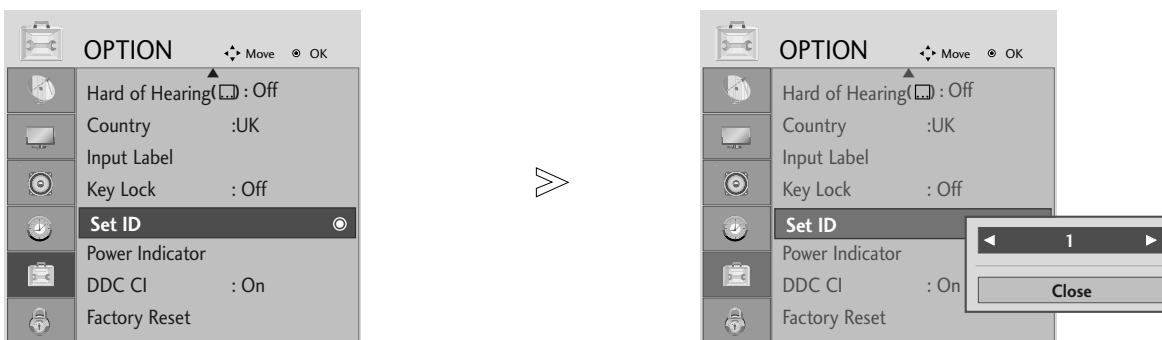 OPTION Move OK
Hard of Hearing( ) : Off
Country :UK
Input Label
Key Lock : Off
Set ID
Power Indicator
DDC CI : On
Factory Reset
OPTION Move OK
Hard of Hearing( ) : Off
Country :UK
Input Label
Key Lock : Off
Set ID
◄ 1 ►
Power Indicator
DDC CI : On
Close
Factory Reset